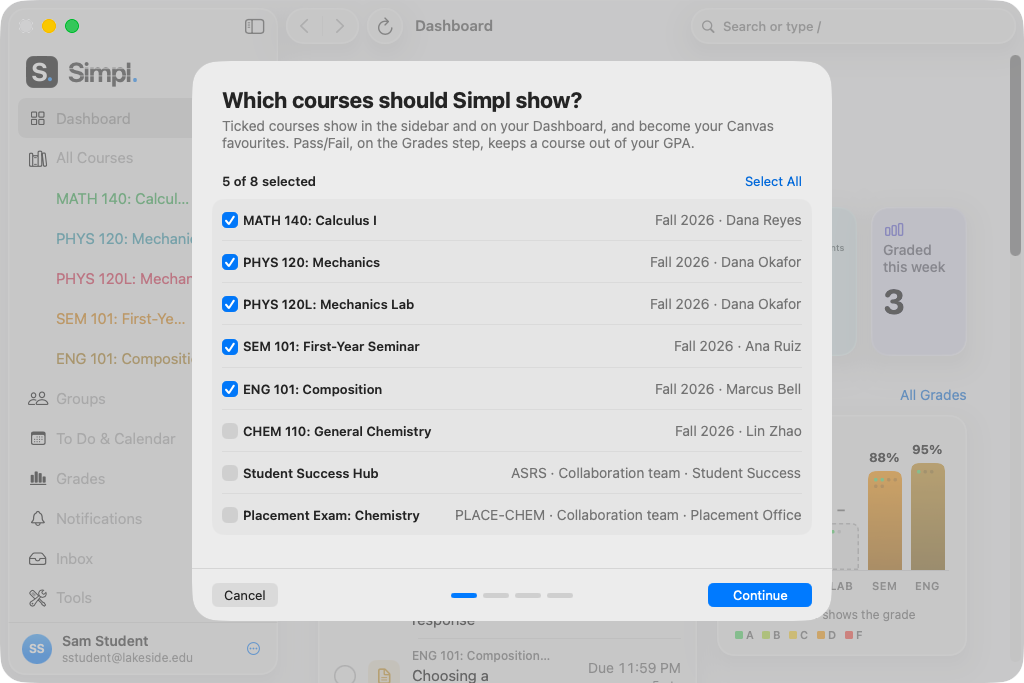 Dashboard
Search or type /
S.
Simpl.
Dashboard
All Courses
MATH 140: Calcul...
PHYS 120: Mechani
PHYS 120L: Mechan
SEM 101: First-Ye...
ENG 101: Compositi
Groups
To Do & Calendar
Grades
Notifications
Inbox
Tools
SS
Sam Student
sstudent@lakeside.edu
Which courses should Simpl show?
Ticked courses show in the sidebar and on your Dashboard, and become your Canvas
favourites. Pass/Fail, on the Grades step, keeps a course out of your GPA.
5 of 8 selected
Select All
MATH 140: Calculus I
Fall 2026 · Dana Reyes
PHYS 120: Mechanics
Fall 2026 · Dana Okafor
PHYS 120L: Mechanics Lab
Fall 2026 · Dana Okafor
SEM 101: First-Year Seminar
Fall 2026 · Ana Ruiz
ENG 101: Composition
Fall 2026 · Marcus Bell
CHEM 110: General Chemistry
Fall 2026 · Lin Zhao
Student Success Hub
ASRS · Collaboration team · Student Success
Placement Exam: Chemistry
PLACE-CHEM · Collaboration team · Placement Office
Cancel
Continue
nts
Graded
this week
3
All Grades
88%
95%
–
LAB
SEM
ENG
shows the grade
A
B
C
D
F
response
ENG 101: Composition...
Choosing a
Due 11:59 PM